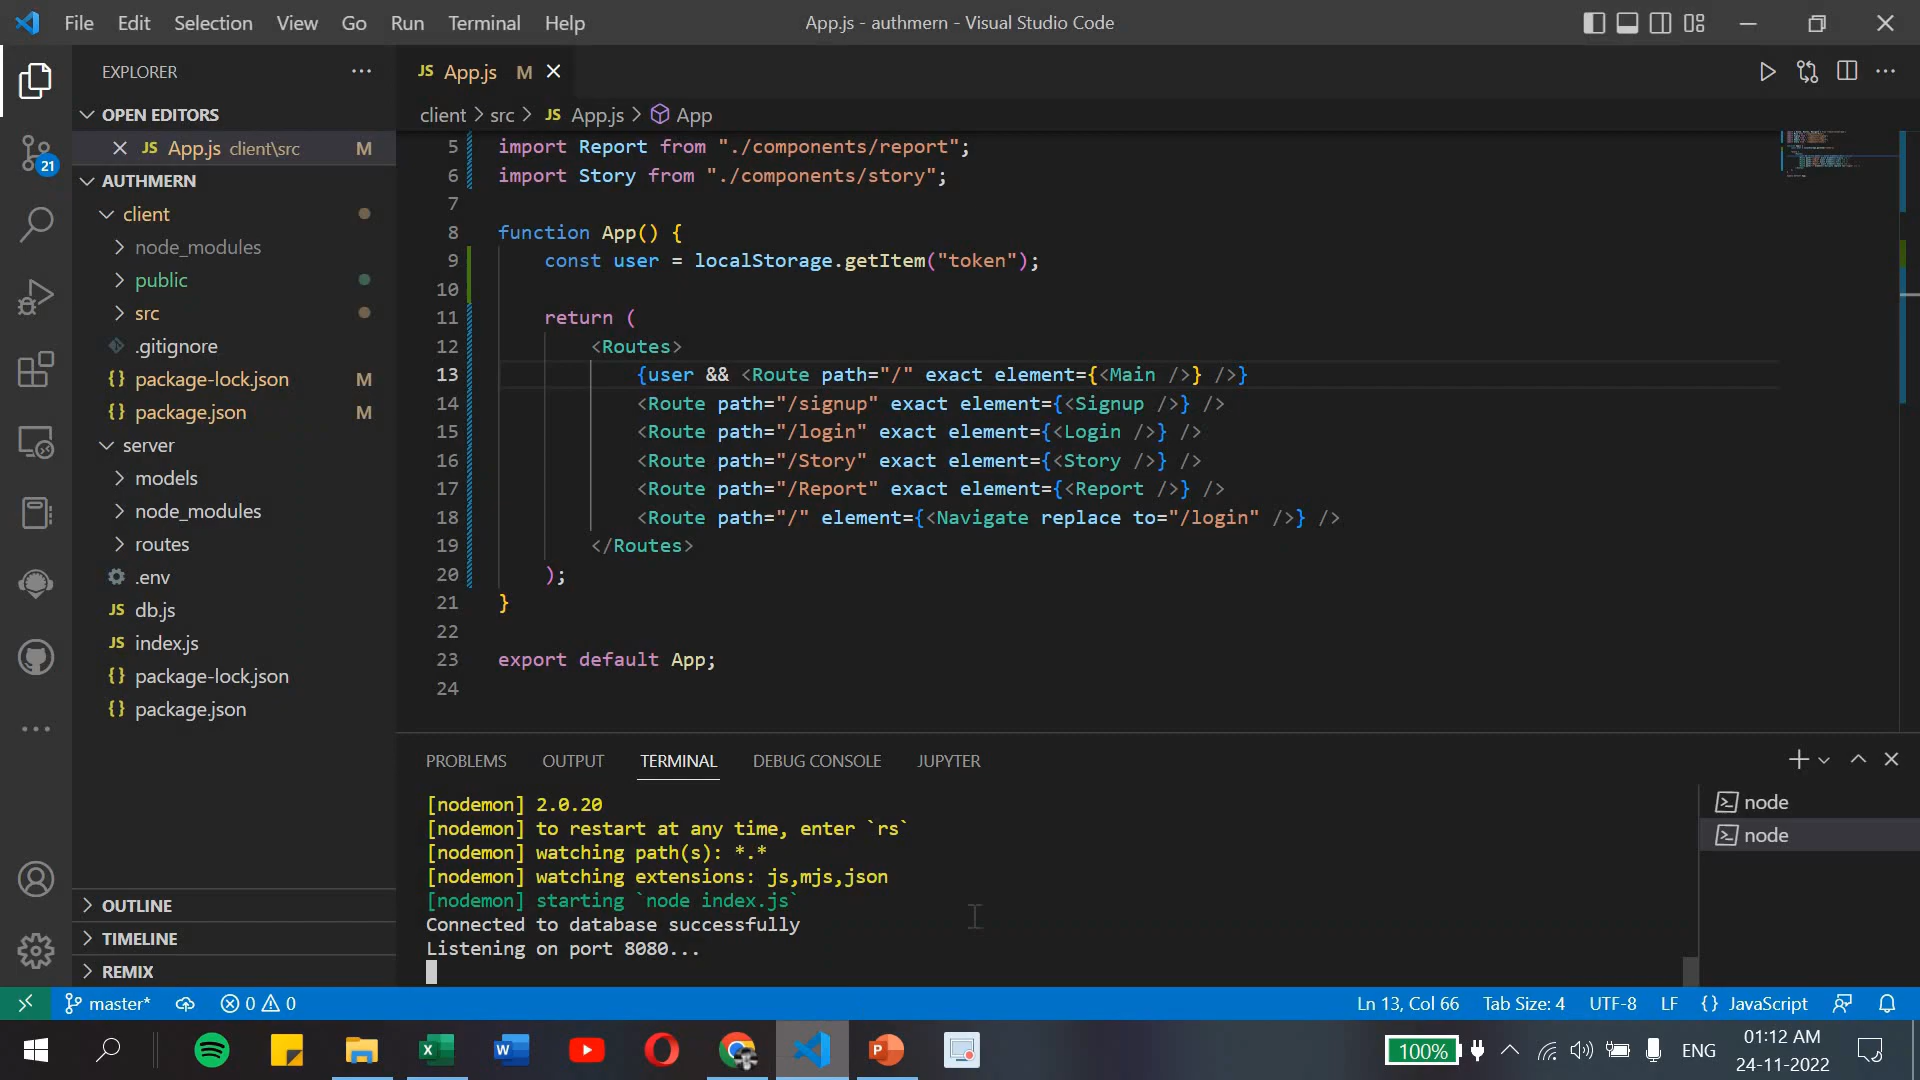 File Edit Selection View Go Run Terminal Help
App.js - authmern - Visual Studio Code
EXPLORER
OPEN EDITORS
JS App.js client\src M
AUTHMERN
client
node_modules
public
src
.gitignore
{} package-lock.json M
{} package.json M
server
models
node_modules
routes
.env
JS db.js
JS index.js
{} package-lock.json
{} package.json
OUTLINE
TIMELINE
REMIX
21
JS App.js M
client > src > JS App.js > App
5 import Report from "./components/report";
6 import Story from "./components/story";
7
8 function App() {
9 const user = localStorage.getItem("token");
10
11 return (
12 <Routes>
13 {user && <Route path="/" exact element={<Main />} />}
14 <Route path="/signup" exact element={<Signup />} />
15 <Route path="/login" exact element={<Login />} />
16 <Route path="/Story" exact element={<Story />} />
17 <Route path="/Report" exact element={<Report />} />
18 <Route path="/" element={<Navigate replace to="/login" />} />
19 </Routes>
20 );
21 }
22
23 export default App;
24
PROBLEMS OUTPUT TERMINAL DEBUG CONSOLE JUPYTER
[nodemon] 2.0.20
[nodemon] to restart at any time, enter `rs`
[nodemon] watching path(s): *.*
[nodemon] watching extensions: js,mjs,json
[nodemon] starting `node index.js`
Connected to database successfully
Listening on port 8080...
node
node
master* 0 0
Ln 13, Col 66 Tab Size: 4 UTF-8 LF {} JavaScript
100% ENG
01:12 AM
24-11-2022